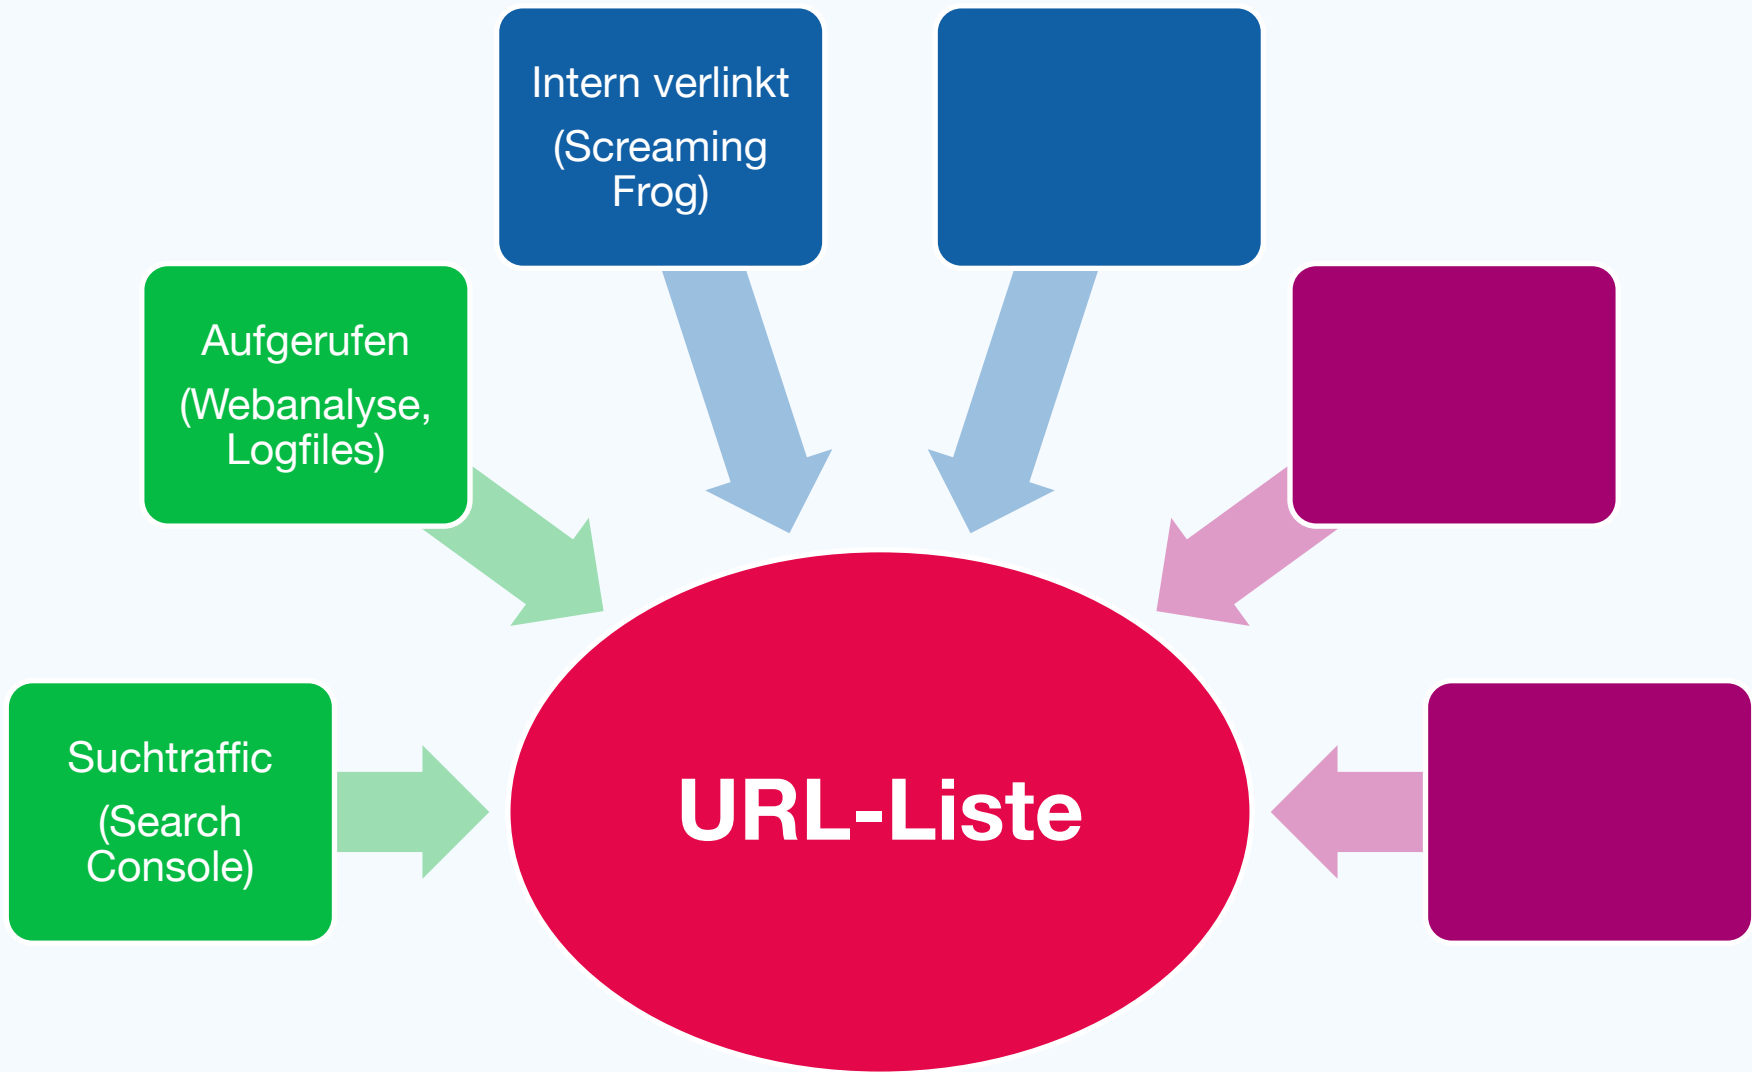 Intern verlinkt
(Screaming
Frog)
Aufgerufen
(Webanalyse,
Logfiles)
Suchtraffic
(Search
Console)
URL-Liste